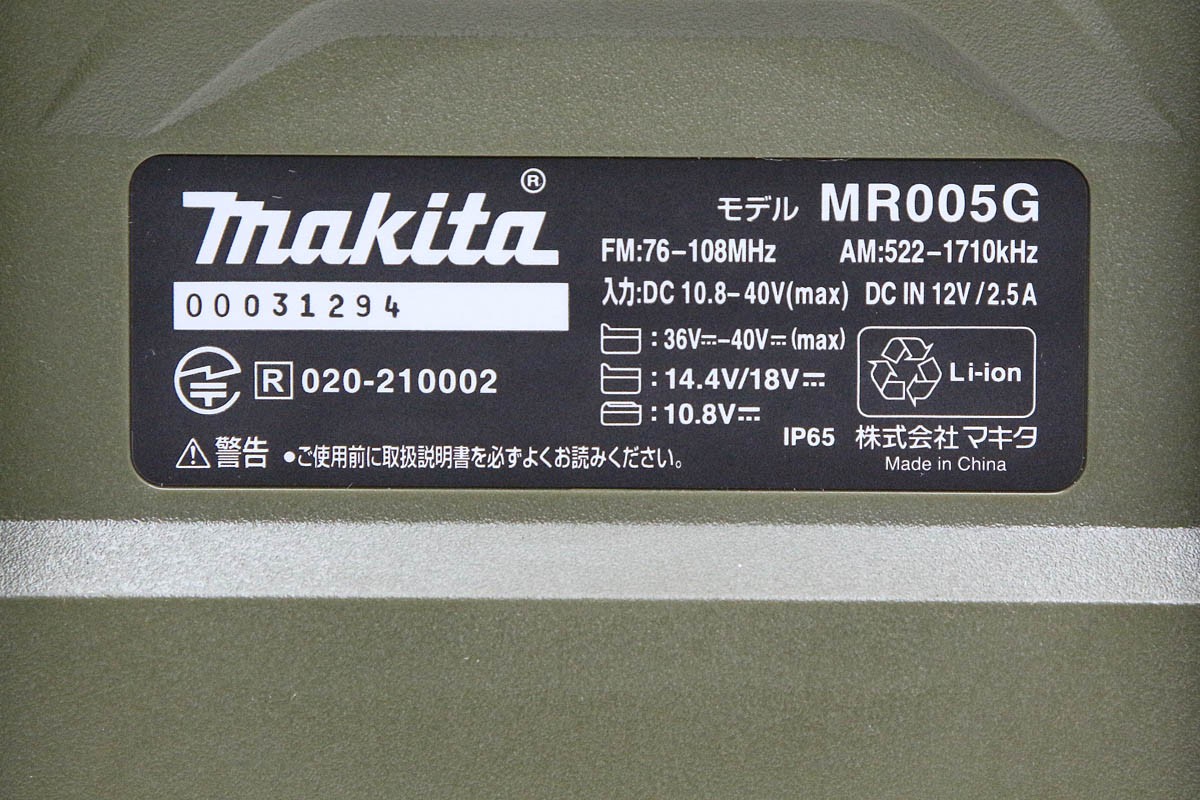 makita®
00031294
R 020-210002
警告 ●ご使用前に取扱説明書を必ずよくお読みください。
モデル MR005G
FM:76-108MHz AM:522-1710kHz
入力:DC 10.8-40V(max) DC IN 12V/2.5A
:36V⎓-40V⎓(max)
:14.4V/18V⎓
:10.8V⎓
Li-ion
IP65 株式会社マキタ
Made in China